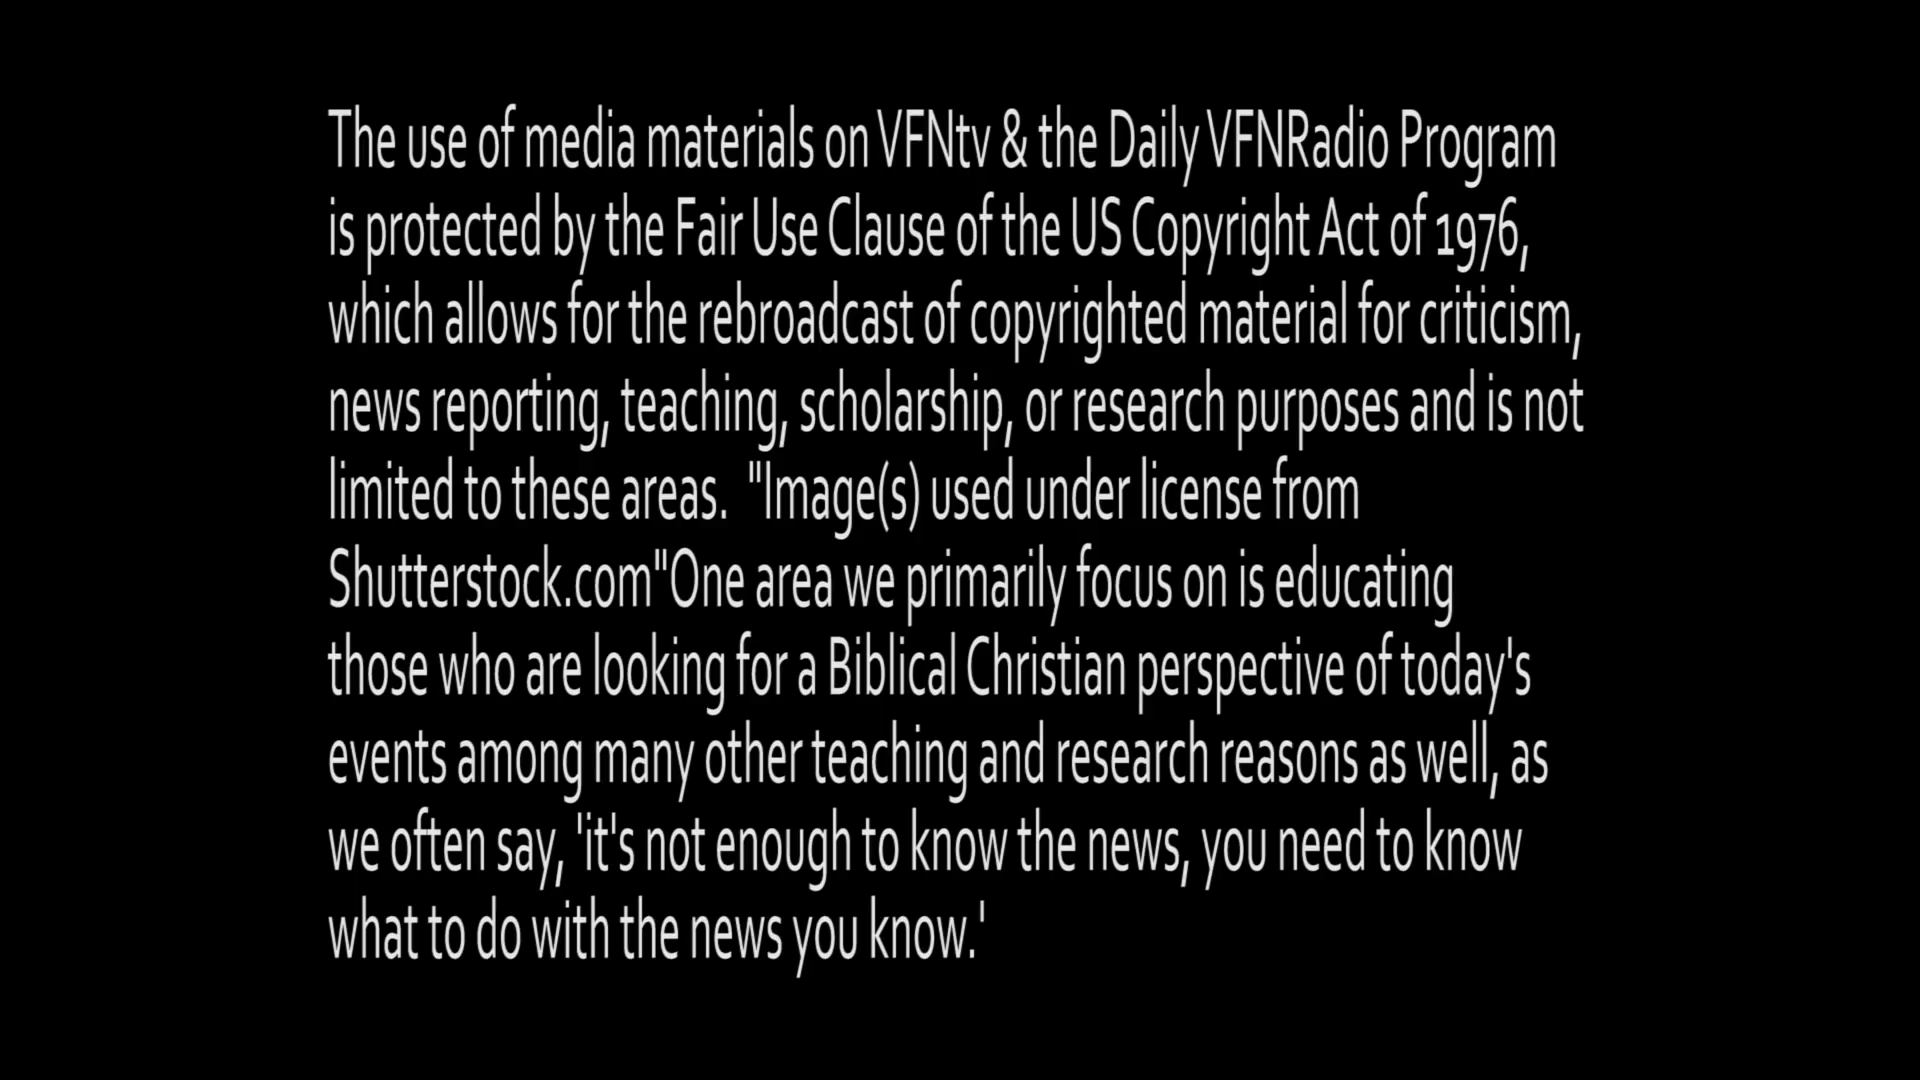 The use of media materials on VFNtv & the Daily VFNRadio Program
is protected by the Fair Use Clause of the US Copyright Act of 1976,
which allows for the rebroadcast of copyrighted material for criticism,
news reporting, teaching, scholarship, or research purposes and is not
limited to these areas.  "Image(s) used under license from
Shutterstock.com"One area we primarily focus on is educating
those who are looking for a Biblical Christian perspective of today's
events among many other teaching and research reasons as well, as
we often say, 'it's not enough to know the news, you need to know
what to do with the news you know.'